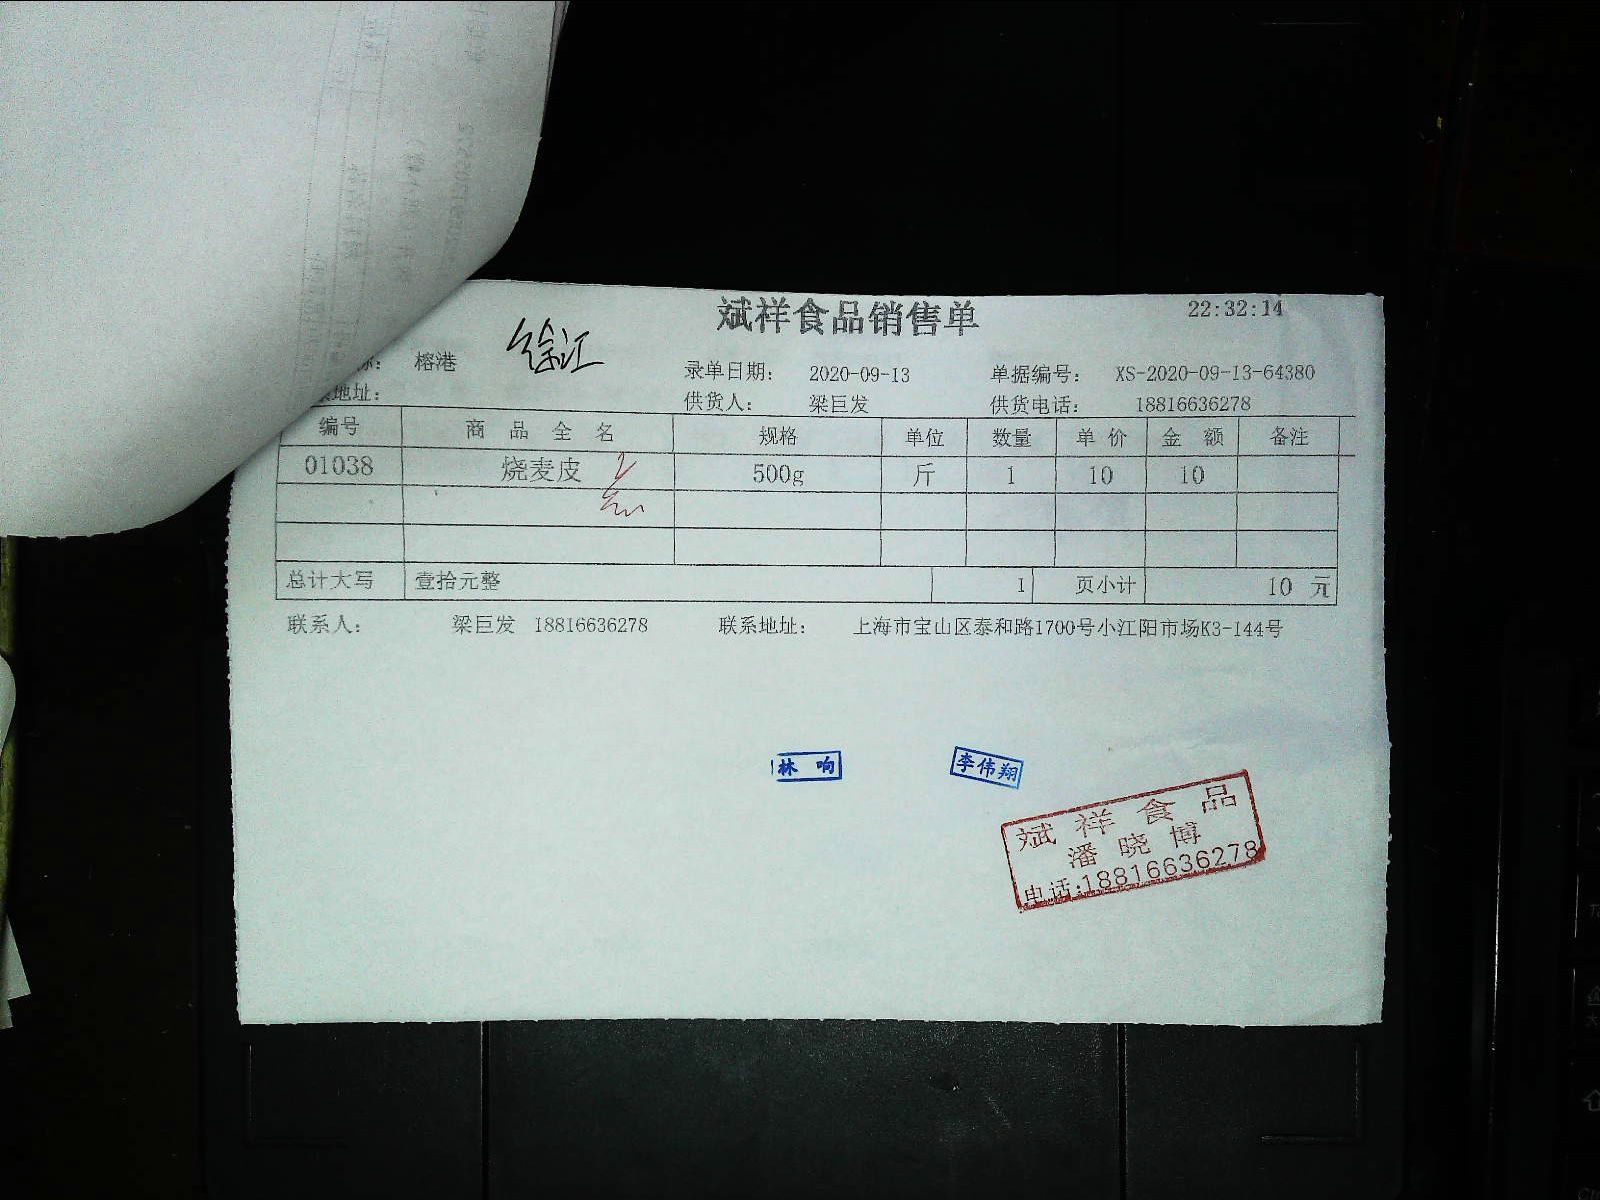 斌祥食品销售单 22:32:14
称: 榕港 徐江 录单日期: 2020-09-13 单据编号: XS-2020-09-13-64380
地址: 供货人: 梁巨发 供货电话: 18816636278
编号 商品全名 规格 单位 数量 单价 金额 备注
01038 烧麦皮 500g 斤 1 10 10
总计大写 壹拾元整 1 页小计 10 元
联系人: 梁巨发 18816636278 联系地址: 上海市宝山区泰和路1700号小江阳市场K3-144号
林响 李伟翔
斌祥食品
潘晓博
电话:18816636278